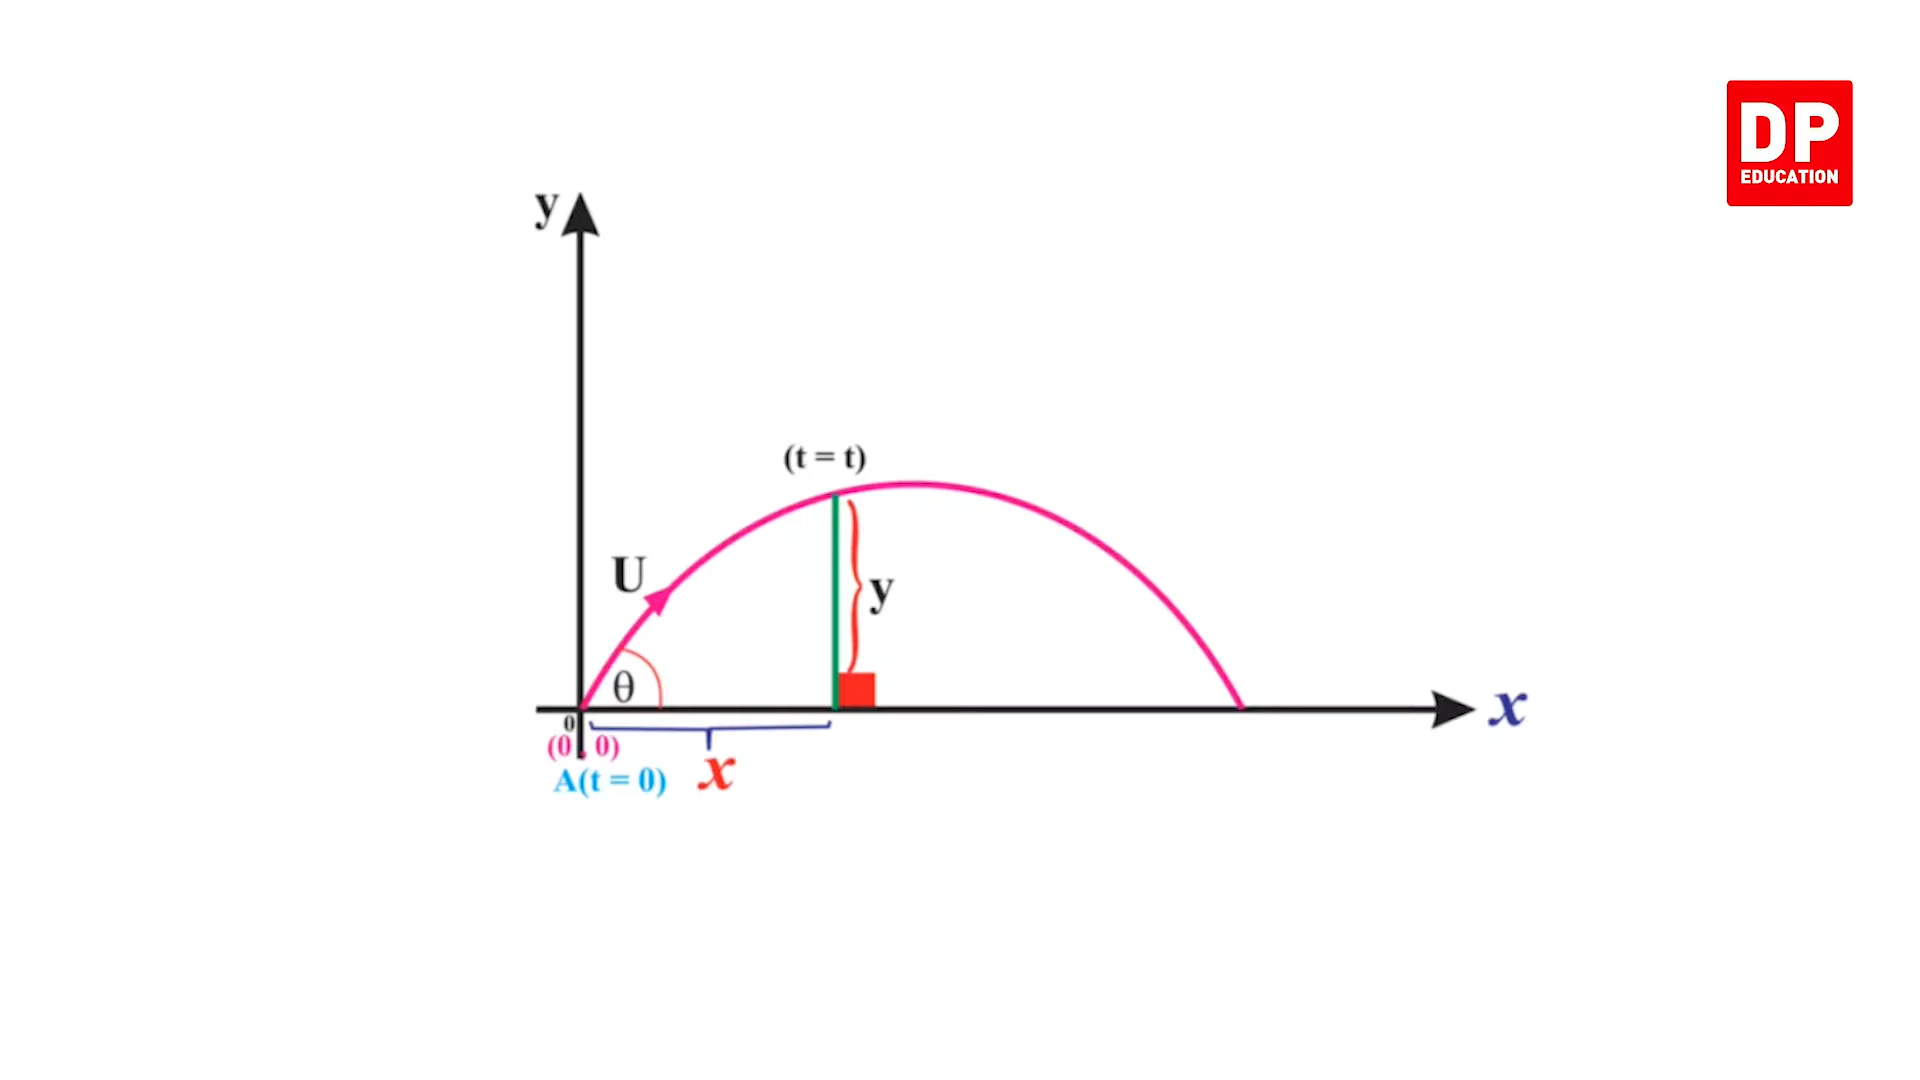 DP
EDUCATION
y
(t = t)
U
y
θ
x
0
(0 , 0)
A(t = 0)
x